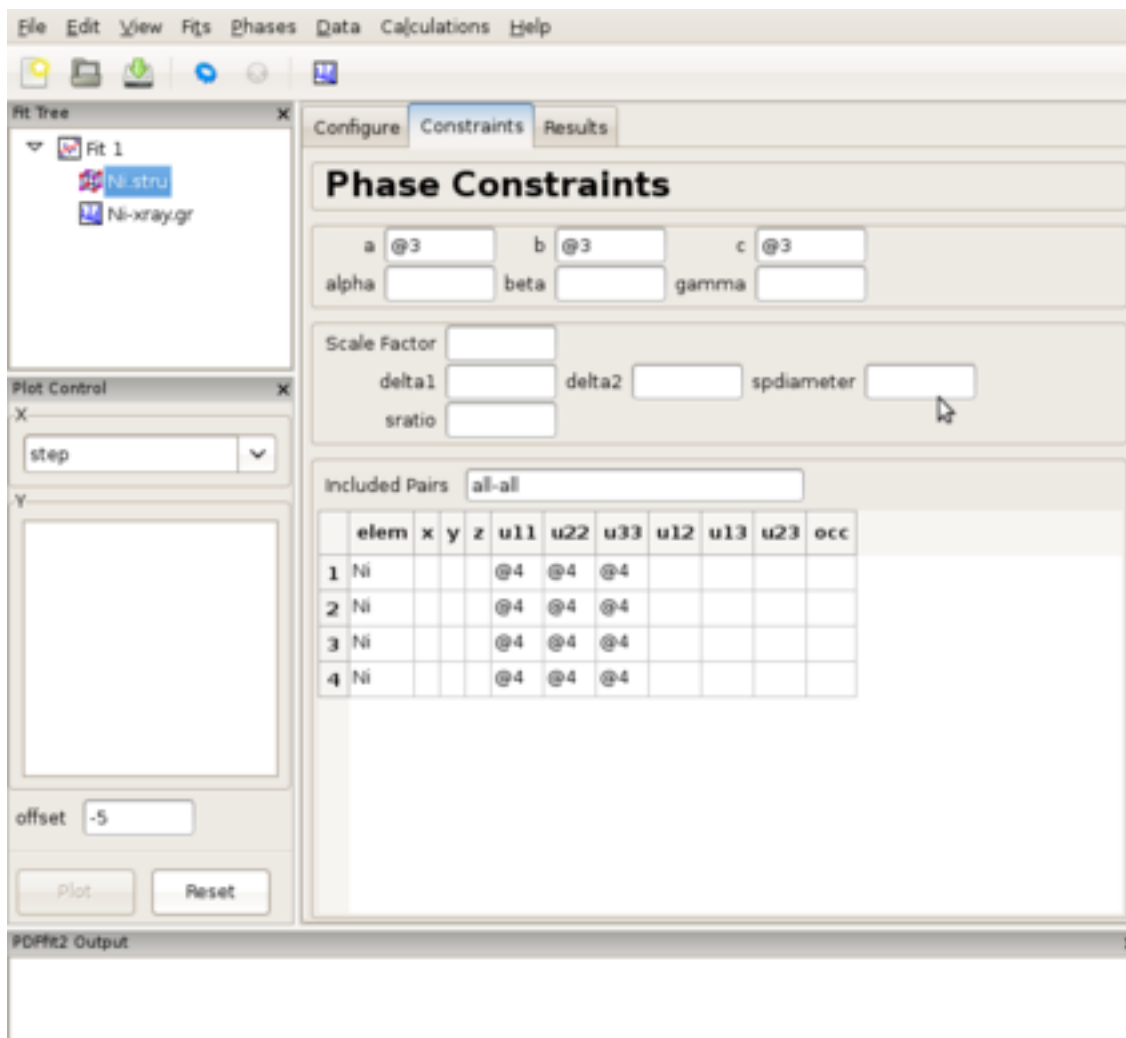 File Edit View Fits Phases Data Calculations Help
Fit Tree
Fit 1
Ni.stru
Ni-xray.gr
Plot Control
X
step
Y
offset -5
Plot Reset
Configure Constraints Results
Phase Constraints
a @3 b @3 c @3
alpha beta gamma
Scale Factor
delta1 delta2 spdiameter
sratio
Included Pairs all-all
elem x y z u11 u22 u33 u12 u13 u23 occ
1 Ni @4 @4 @4
2 Ni @4 @4 @4
3 Ni @4 @4 @4
4 Ni @4 @4 @4
PDFfit2 Output